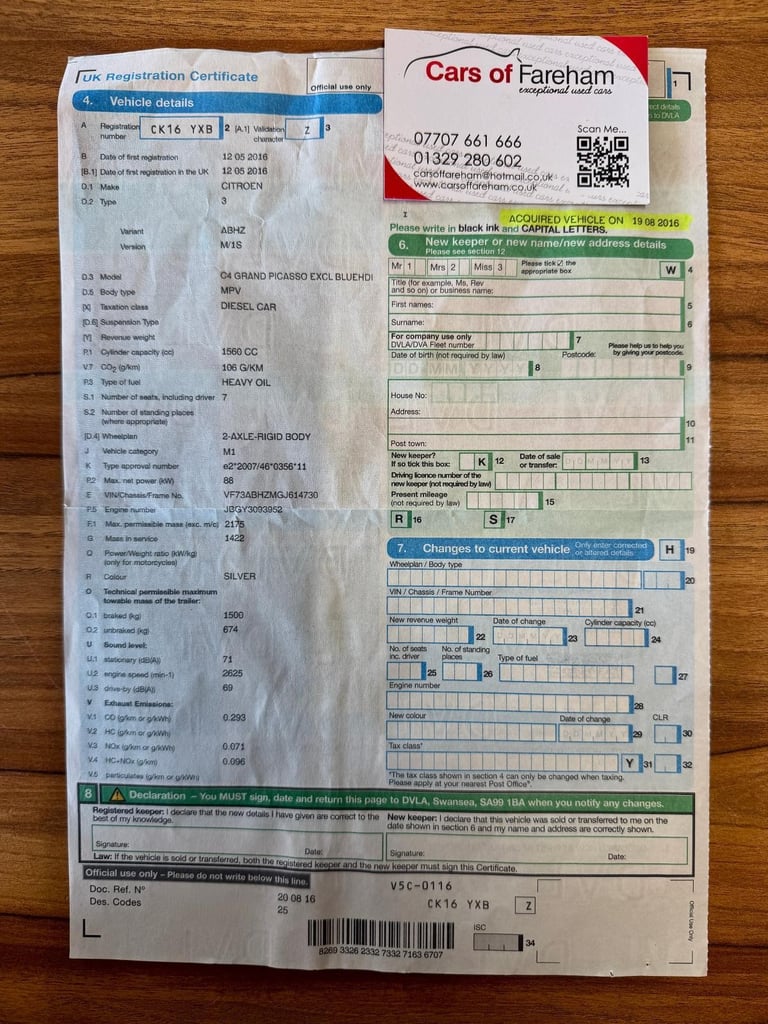 UK Registration Certificate
Official use only
1
4. Vehicle details
A Registration number CK16 YXB 2 [A.1] Validation character Z 3
B Date of first registration 12 05 2016
[B.1] Date of first registration in the UK 12 05 2016
D.1 Make CITROEN
D.2 Type 3
Variant ABHZ
Version M/1S
D.3 Model C4 GRAND PICASSO EXCL BLUEHDI
D.5 Body type MPV
[X] Taxation class DIESEL CAR
[D.6] Suspension Type
[Y] Revenue weight
P.1 Cylinder capacity (cc) 1560 CC
V.7 CO2 (g/km) 106 G/KM
P.3 Type of fuel HEAVY OIL
S.1 Number of seats, including driver 7
S.2 Number of standing places
(where appropriate)
[D.4] Wheelplan 2-AXLE-RIGID BODY
J Vehicle category M1
K Type approval number e2*2007/46*0356*11
P.2 Max. net power (kW) 88
E VIN/Chassis/Frame No. VF73ABHZMGJ614730
P.5 Engine number JBGY3093952
F.1 Max. permissible mass (exc. m/c) 2175
G Mass in service 1422
Q Power/Weight ratio (kW/kg)
(only for motorcycles)
R Colour SILVER
O Technical permissible maximum
towable mass of the trailer:
O.1 braked (kg) 1500
O.2 unbraked (kg) 674
U Sound level:
U.1 stationary (dB(A)) 71
U.2 engine speed (min-1) 2625
U.3 drive-by (dB(A)) 69
V Exhaust Emissions:
V.1 CO (g/km or g/kWh) 0.293
V.2 HC (g/km or g/kWh)
V.3 NOx (g/km or g/kWh) 0.071
V.4 HC+NOx (g/km) 0.096
V.5 particulates (g/km or g/kWh)
Cars of Fareham
exceptional used cars
07707 661 666
01329 280 602
carsoffareham@hotmail.co.uk
www.carsoffareham.co.uk
Scan Me...
ect details
to DVLA
I
ACQUIRED VEHICLE ON 19 08 2016
Please write in black ink and CAPITAL LETTERS.
6. New keeper or new name/new address details
Please see section 12
Mr 1 Mrs 2 Miss 3 Please tick ☑ the appropriate box W 4
Title (for example, Ms, Rev
and so on) or business name:
First names: 5
Surname: 6
For company use only
DVLA/DVA Fleet number 7 Please help us to help you
by giving your postcode.
Date of birth (not required by law) Postcode:
D D M M Y Y Y Y 8 9
House No:
Address:
10
Post town: 11
New keeper?
If so tick this box: K 12 Date of sale
or transfer: D D M M Y Y 13
Driving licence number of the
new keeper (not required by law)
Present mileage
(not required by law) 15
R 16 S 17
7. Changes to current vehicle Only enter corrected or altered details H 19
Wheelplan / Body type
20
VIN / Chassis / Frame Number
21
New revenue weight Date of change Cylinder capacity (cc)
22 D D M M Y Y 23 24
No. of seats inc. driver No. of standing places Type of fuel
25 26 27
Engine number
28
New colour Date of change CLR
D D M M Y Y 29 30
Tax class*
Y 31 32
*The tax class shown in section 4 can only be changed when taxing.
Please apply at your nearest Post Office®.
8 Declaration – You MUST sign, date and return this page to DVLA, Swansea, SA99 1BA when you notify any changes.
Registered keeper: I declare that the new details I have given are correct to the
best of my knowledge.
Signature: Date:
New keeper: I declare that this vehicle was sold or transferred to me on the
date shown in section 6 and my name and address are correctly shown.
Signature: Date:
Law: If the vehicle is sold or transferred, both the registered keeper and the new keeper must sign this Certificate.
Official use only – Please do not write below this line.
Doc. Ref. Nº 20 08 16
Des. Codes 25
V5C-0116
CK16 YXB Z
8269 3326 2332 7332 7163 6707
ISC
34
Official Use Only